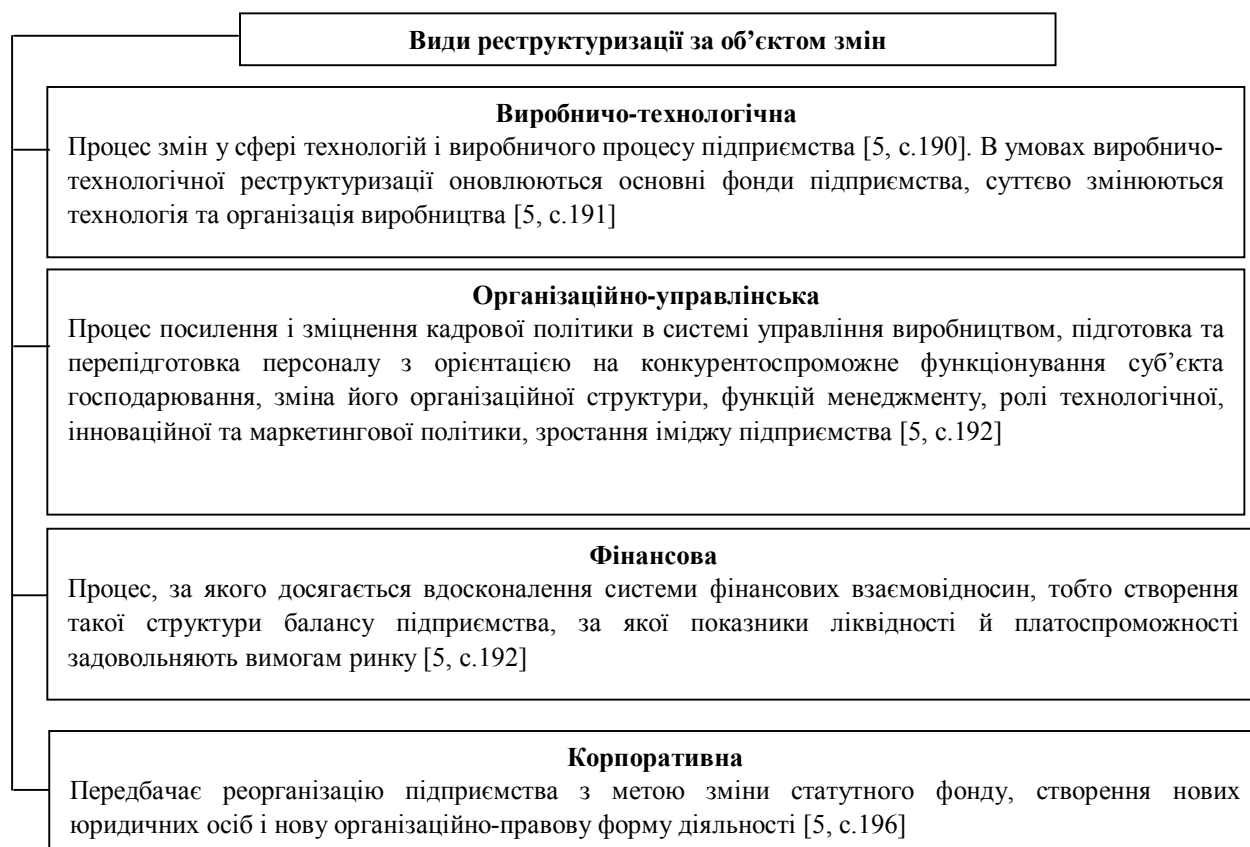 Види реструктуризації за об’єктом змін
Виробничо-технологічна
Процес змін у сфері технологій і виробничого процесу підприємства [5, с.190]. В умовах виробничо-
технологічної реструктуризації оновлюються основні фонди підприємства, суттєво змінюються
технологія та організація виробництва [5, с.191]
Організаційно-управлінська
Процес посилення і зміцнення кадрової політики в системі управління виробництвом, підготовка та
перепідготовка персоналу з орієнтацією на конкурентоспроможне функціонування суб’єкта
господарювання, зміна його організаційної структури, функцій менеджменту, ролі технологічної,
інноваційної та маркетингової політики, зростання іміджу підприємства [5, с.192]
Фінансова
Процес, за якого досягається вдосконалення системи фінансових взаємовідносин, тобто створення
такої структури балансу підприємства, за якої показники ліквідності й платоспроможності
задовольняють вимогам ринку [5, с.192]
Корпоративна
Передбачає реорганізацію підприємства з метою зміни статутного фонду, створення нових
юридичних осіб і нову організаційно-правову форму діяльності [5, с.196]